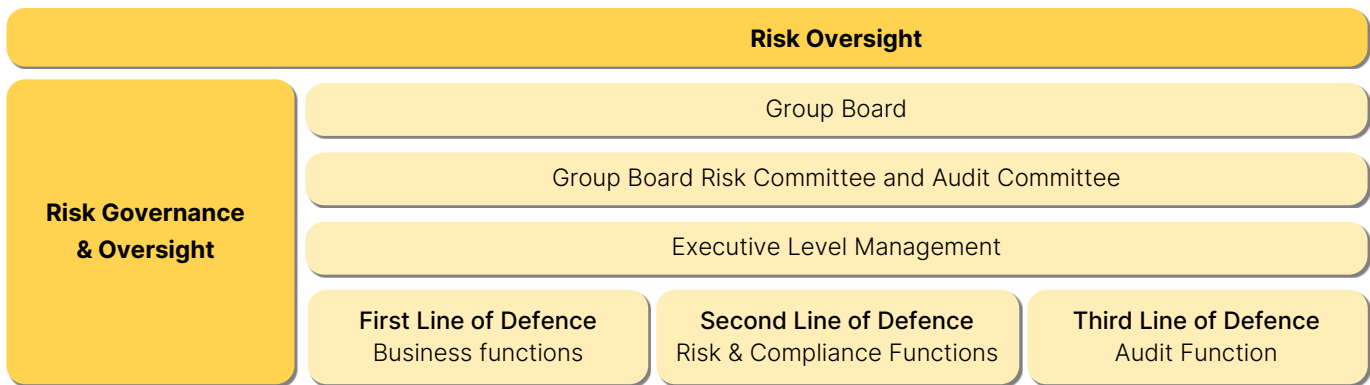 Risk Oversight
Risk Governance
& Oversight
Group Board
Group Board Risk Committee and Audit Committee
Executive Level Management
First Line of Defence
Business functions
Second Line of Defence
Risk & Compliance Functions
Third Line of Defence
Audit Function